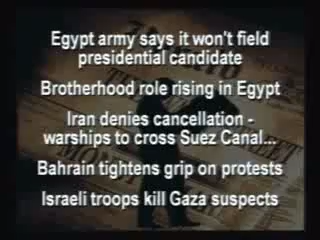 Egypt army says it won't field
presidential candidate
Brotherhood role rising in Egypt
Iran denies cancellation -
warships to cross Suez Canal...
Bahrain tightens grip on protests
Israeli troops kill Gaza suspects